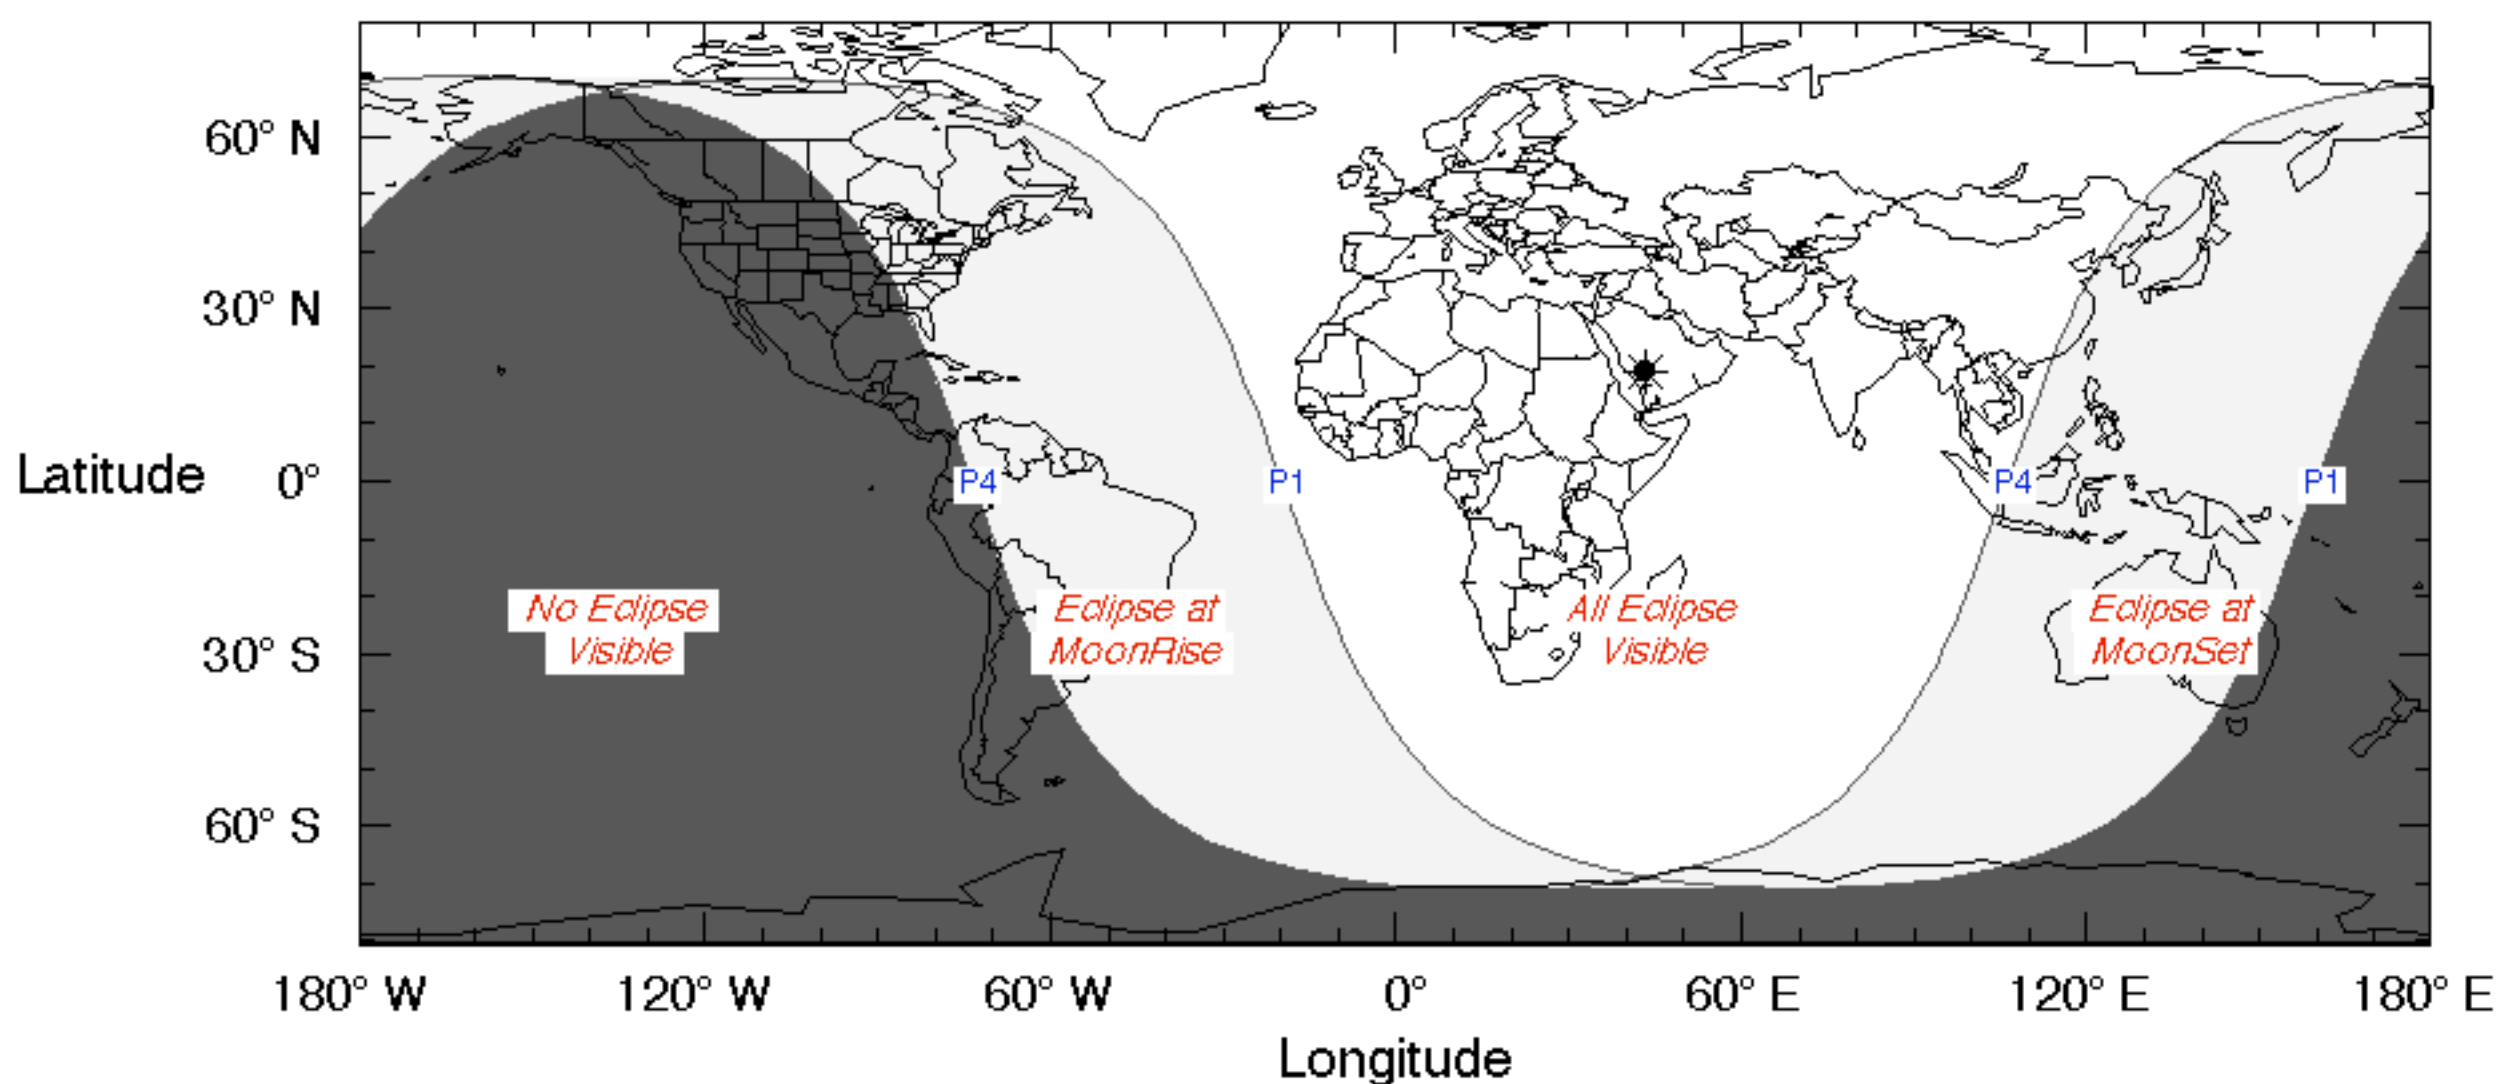 60° N
30° N
Latitude 0° P4 P1 P4 P1
No Eclipse Eclipse at All Eclipse Eclipse at
Visible MoonRise Visible MoonSet
30° S
60° S
180° W 120° W 60° W 0° 60° E 120° E 180° E
Longitude